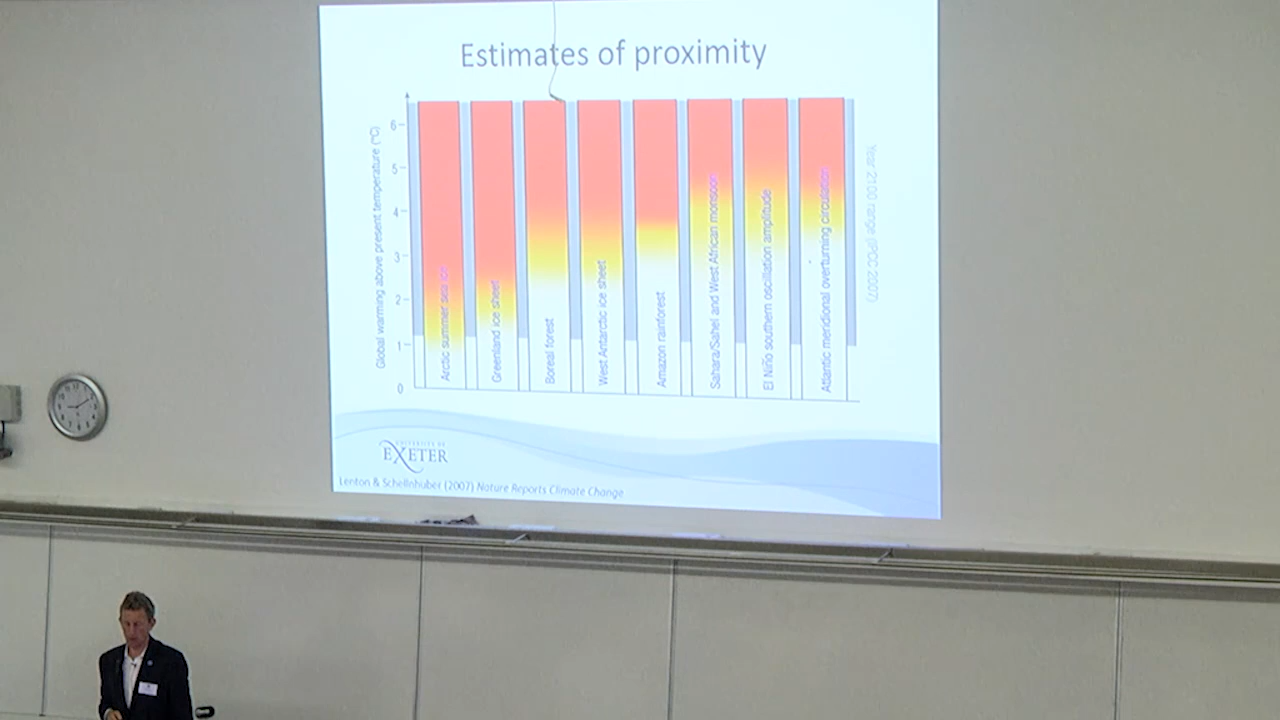 Estimates of proximity
Global warming above present temperature (°C)
6
5
4
3
2
1
0
Arctic summer sea ice
Greenland ice sheet
Boreal forest
West Antarctic ice sheet
Amazon rainforest
Sahara/Sahel and West African monsoon
El Niño southern oscillation amplitude
Atlantic meridional overturning circulation
Year 2100 range (IPCC 2007)
UNIVERSITY OF
EXETER
Lenton & Schellnhuber (2007) Nature Reports Climate Change